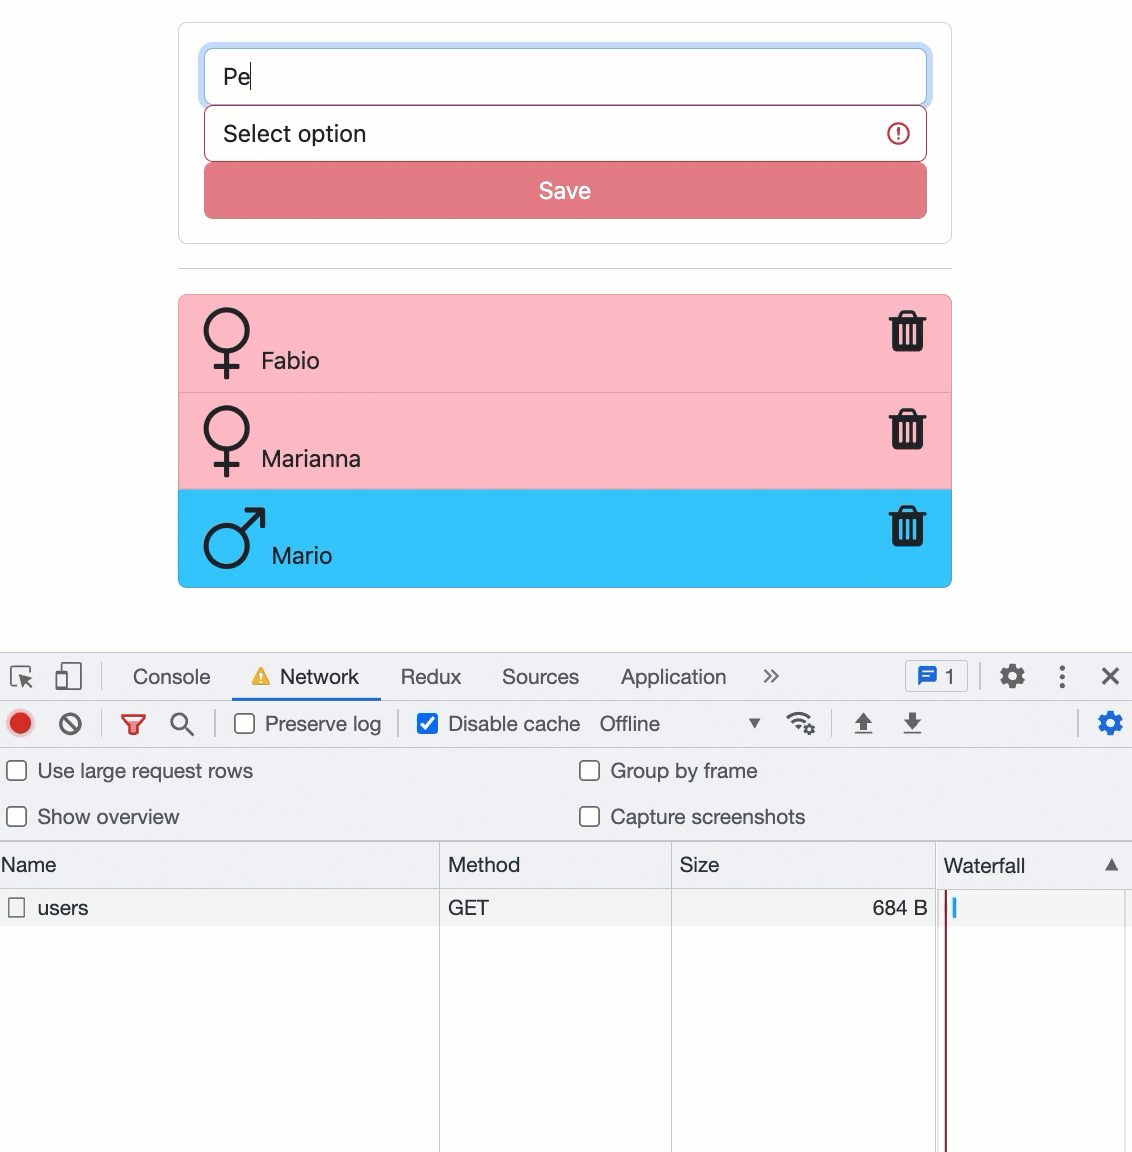 Pe
Select option
Save
Fabio
Marianna
Mario
Console Network Redux Sources Application 1
Preserve log Disable cache Offline
Use large request rows Group by frame
Show overview Capture screenshots
Name Method Size Waterfall
users GET 684 B